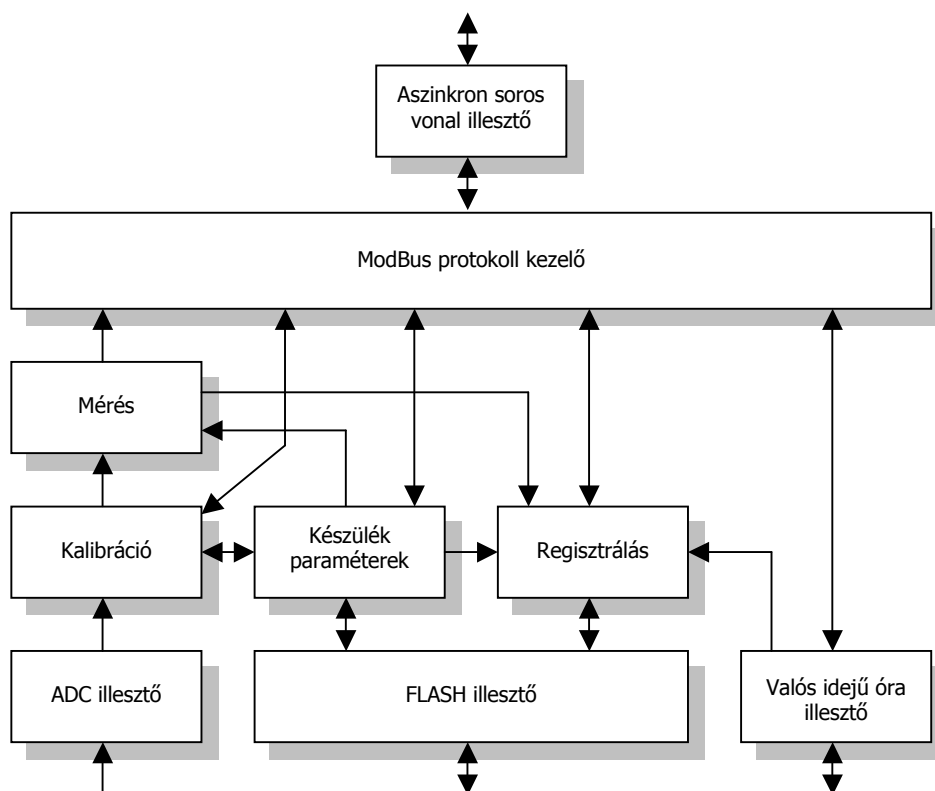 Aszinkron soros
vonal illesztő
ModBus protokoll kezelő
Mérés
Kalibráció
Készülék
paraméterek
Regisztrálás
ADC illesztő
FLASH illesztő
Valós idejű óra
illesztő